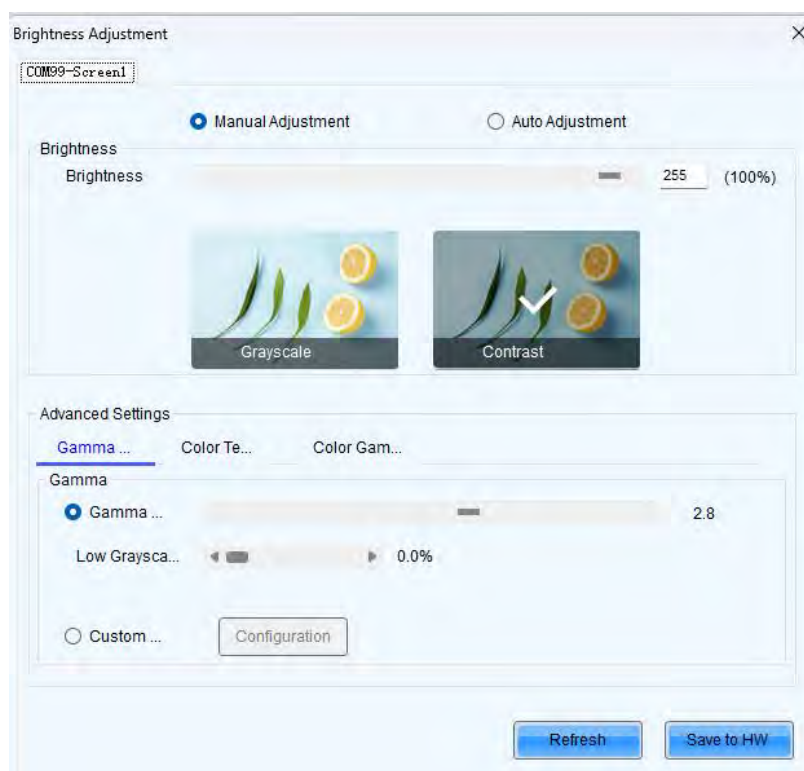 Brightness Adjustment
COM99-Screen1
Manual Adjustment Auto Adjustment
Brightness
Brightness 255 (100%)
Grayscale Contrast
Advanced Settings
Gamma ... Color Te... Color Gam...
Gamma
Gamma ... 2.8
Low Graysca... 0.0%
Custom ... Configuration
Refresh Save to HW